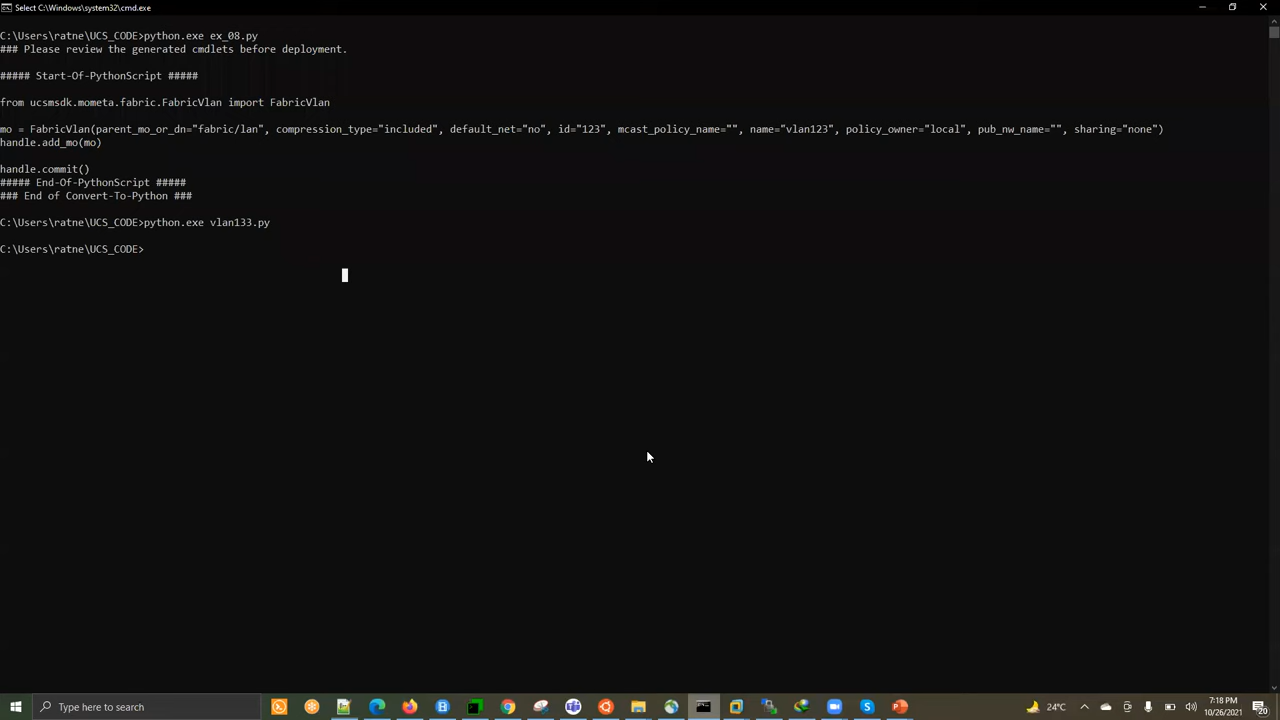 Select C:\Windows\system32\cmd.exe
C:\Users\ratne\UCS_CODE>python.exe ex_08.py
### Please review the generated cmdlets before deployment.
##### Start-Of-PythonScript #####
from ucsmsdk.mometa.fabric.FabricVlan import FabricVlan
mo = FabricVlan(parent_mo_or_dn="fabric/lan", compression_type="included", default_net="no", id="123", mcast_policy_name="", name="vlan123", policy_owner="local", pub_nw_name="", sharing="none")
handle.add_mo(mo)
handle.commit()
##### End-Of-PythonScript #####
### End of Convert-To-Python ###
C:\Users\ratne\UCS_CODE>python.exe vlan133.py
C:\Users\ratne\UCS_CODE>
Type here to search
24°C
7:18 PM
10/26/2021
20